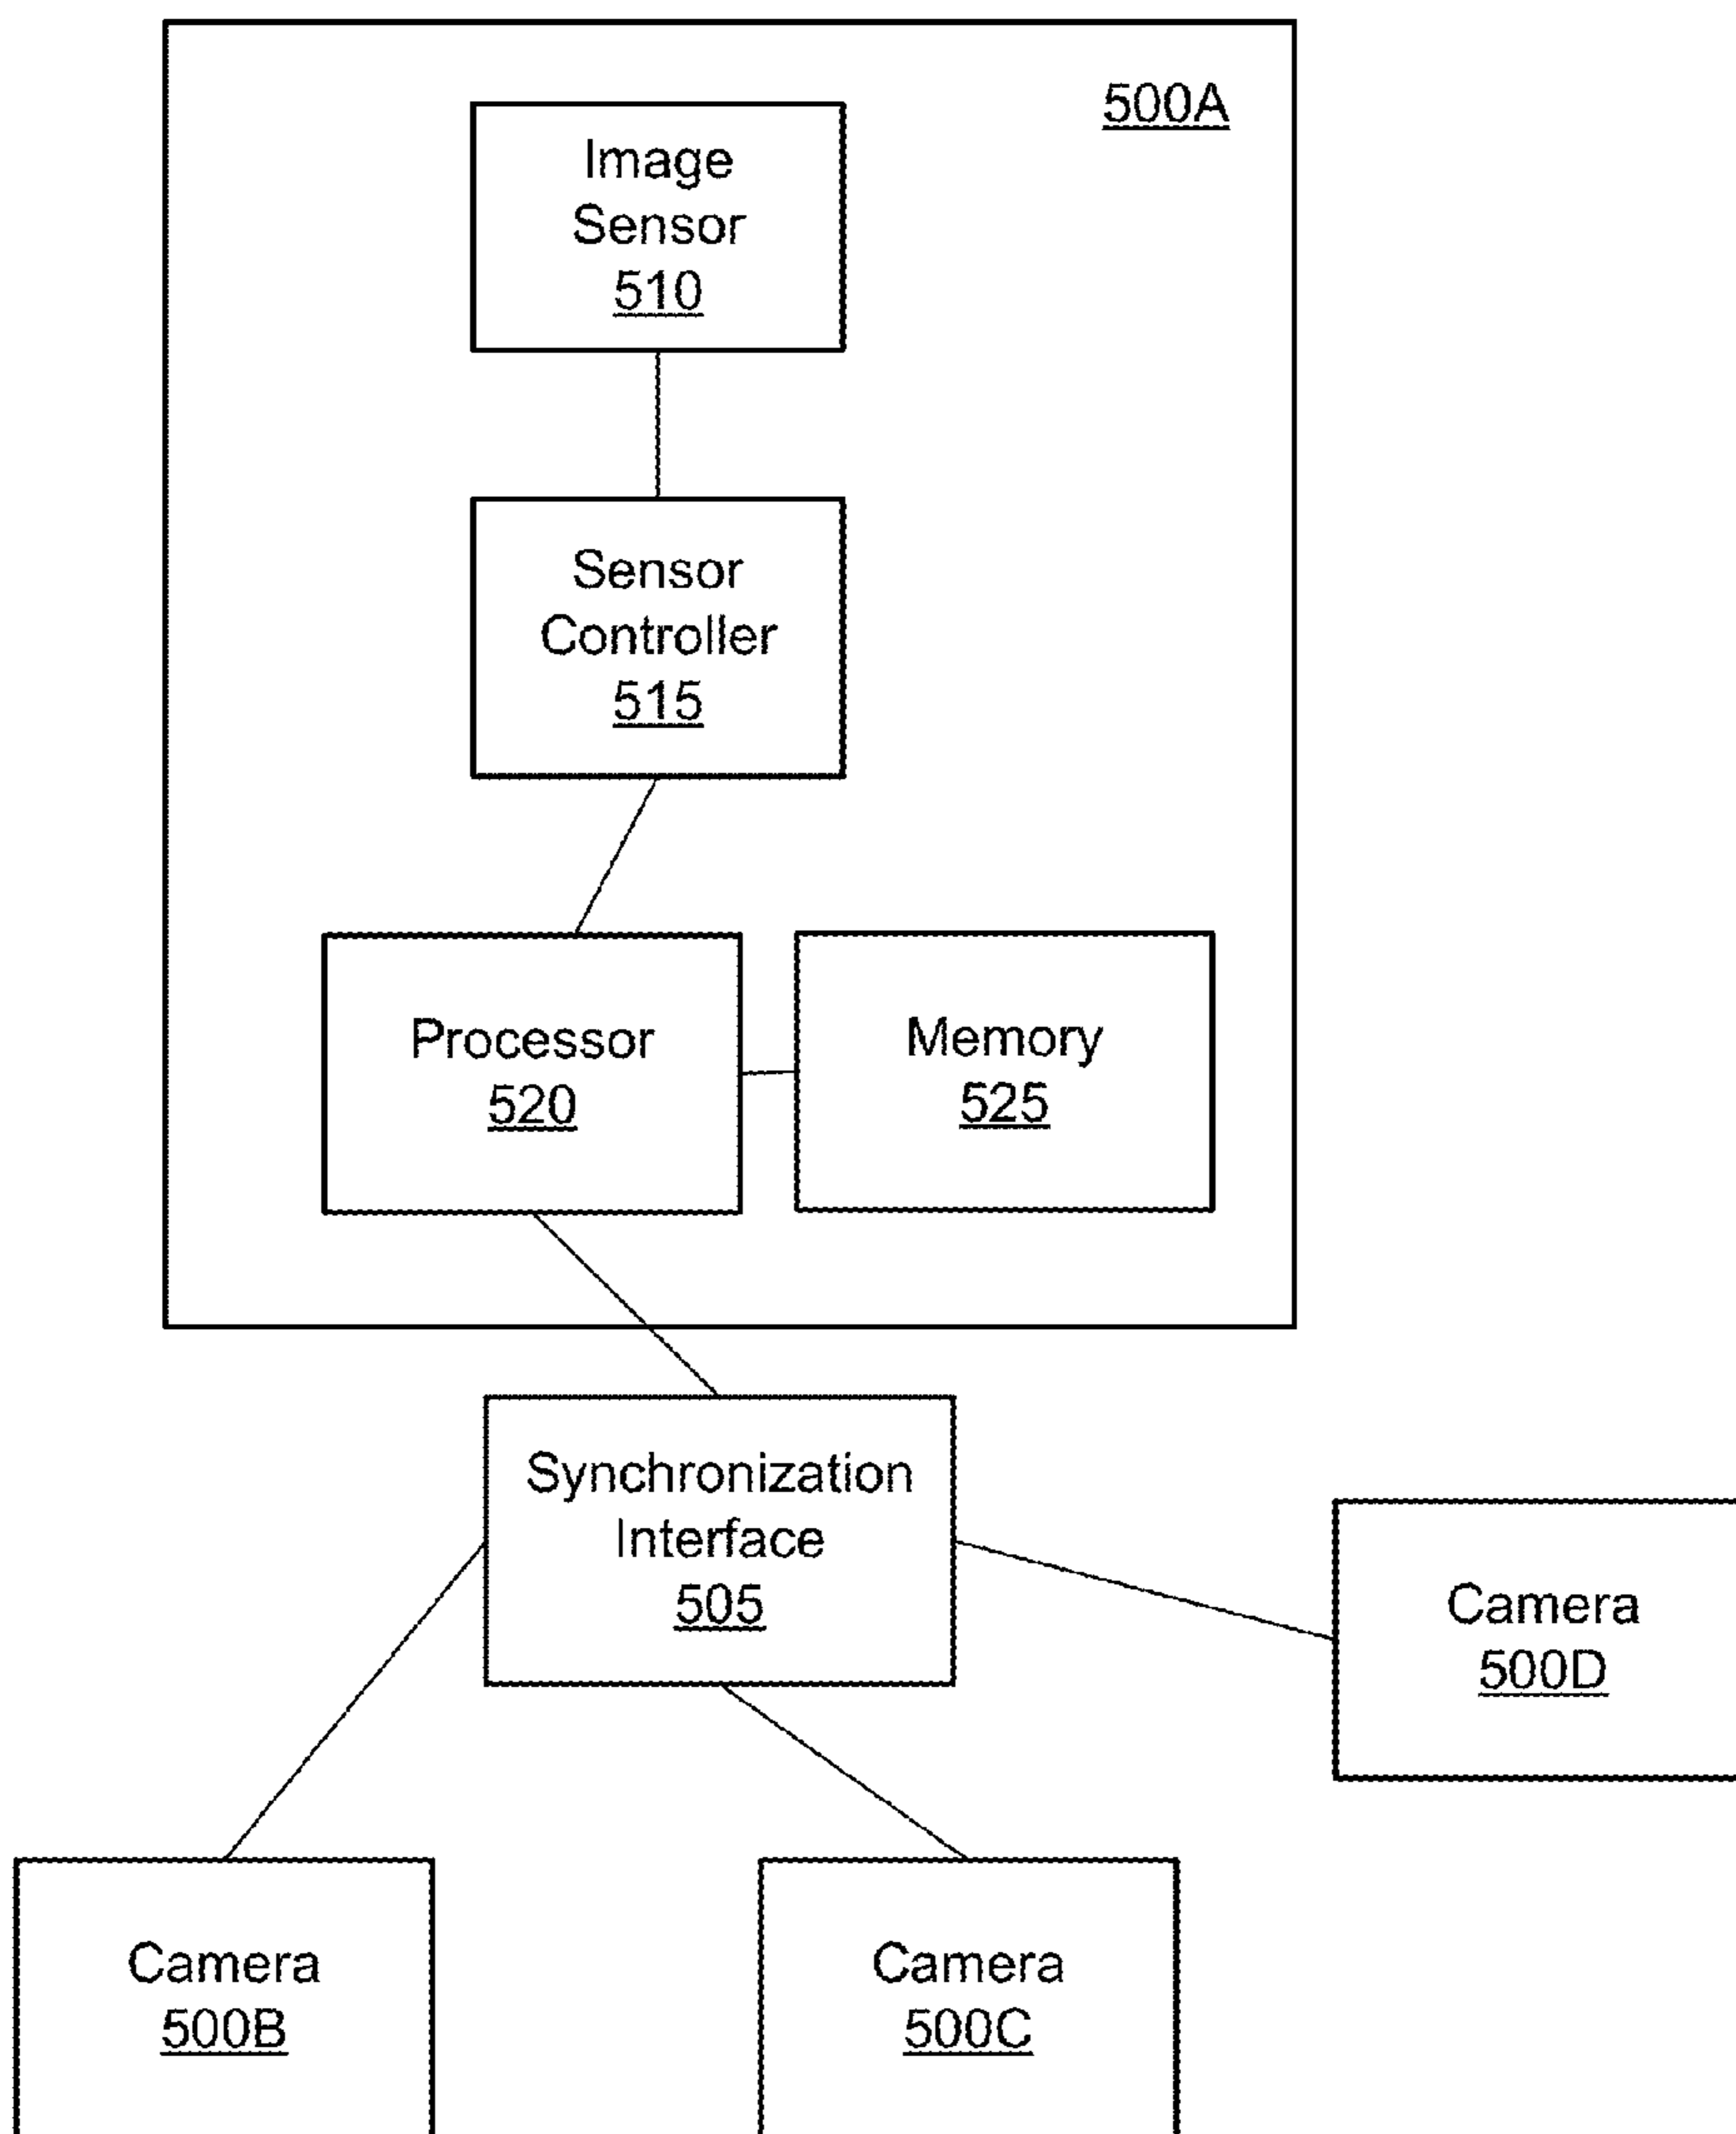 500A
Image
Sensor
510
Sensor
Controller
515
Processor
520
Memory
525
Synchronization
Interface
505
Camera
500D
Camera
500B
Camera
500C